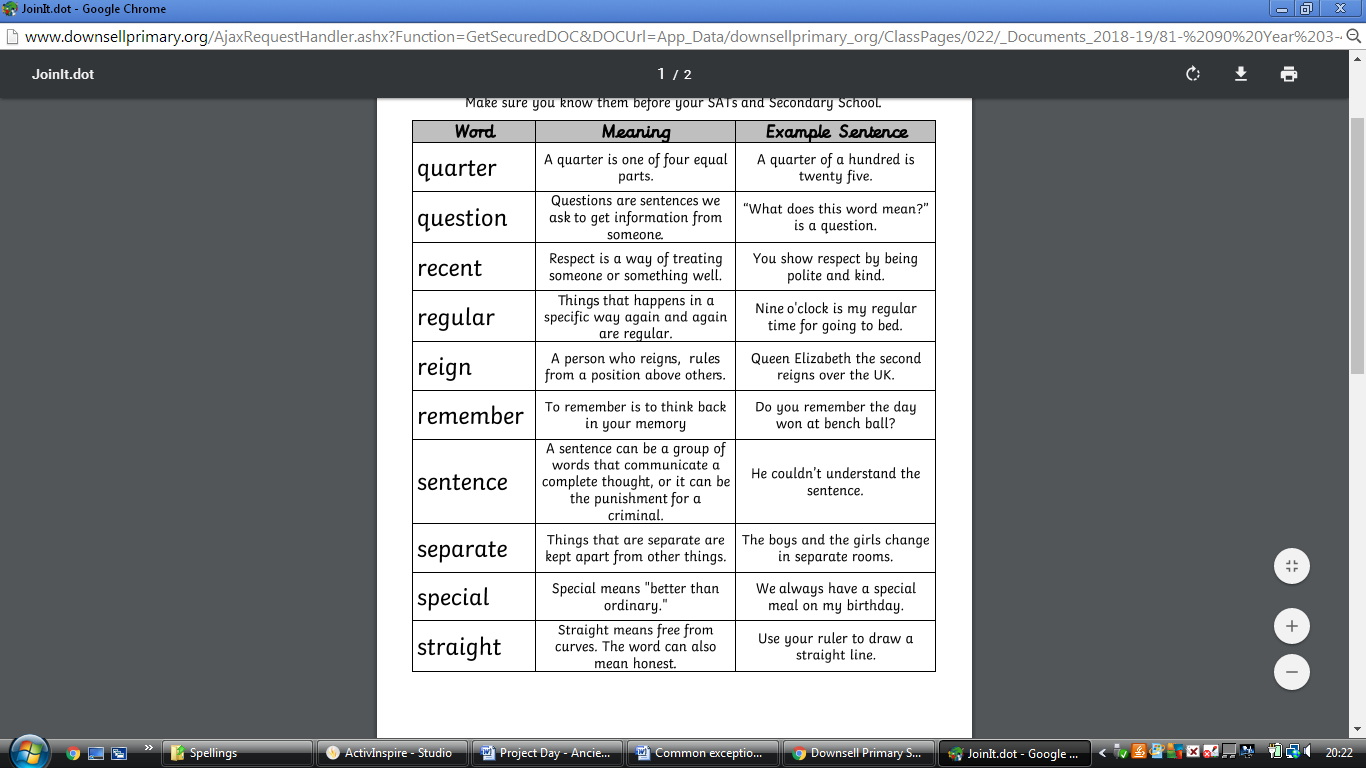 JoinIt.dot - Google Chrome
www.downsellprimary.org/AjaxRequestHandler.ashx?Function=GetSecuredDOC&DOCUrl=App_Data/downsellprimary_org/ClassPages/022/_Documents_2018-19/81-%2090%20Year%203-
JoinIt.dot
1 / 2
Make sure you know them before your SATs and Secondary School.
Word Meaning Example Sentence
quarter
A quarter is one of four equal
parts.
A quarter of a hundred is
twenty five.
question
Questions are sentences we
ask to get information from
someone.
“What does this word mean?”
is a question.
recent
Respect is a way of treating
someone or something well.
You show respect by being
polite and kind.
regular
Things that happens in a
specific way again and again
are regular.
Nine o'clock is my regular
time for going to bed.
reign
A person who reigns, rules
from a position above others.
Queen Elizabeth the second
reigns over the UK.
remember
To remember is to think back
in your memory
Do you remember the day
won at bench ball?
sentence
A sentence can be a group of
words that communicate a
complete thought, or it can be
the punishment for a
criminal.
He couldn't understand the
sentence.
separate
Things that are separate are
kept apart from other things.
The boys and the girls change
in separate rooms.
special
Special means "better than
ordinary."
We always have a special
meal on my birthday.
straight
Straight means free from
curves. The word can also
mean honest.
Use your ruler to draw a
straight line.
Spellings
ActivInspire - Studio
Project Day - Ancie...
Common exceptio...
Downsell Primary S...
JoinIt.dot - Google ...
20:22